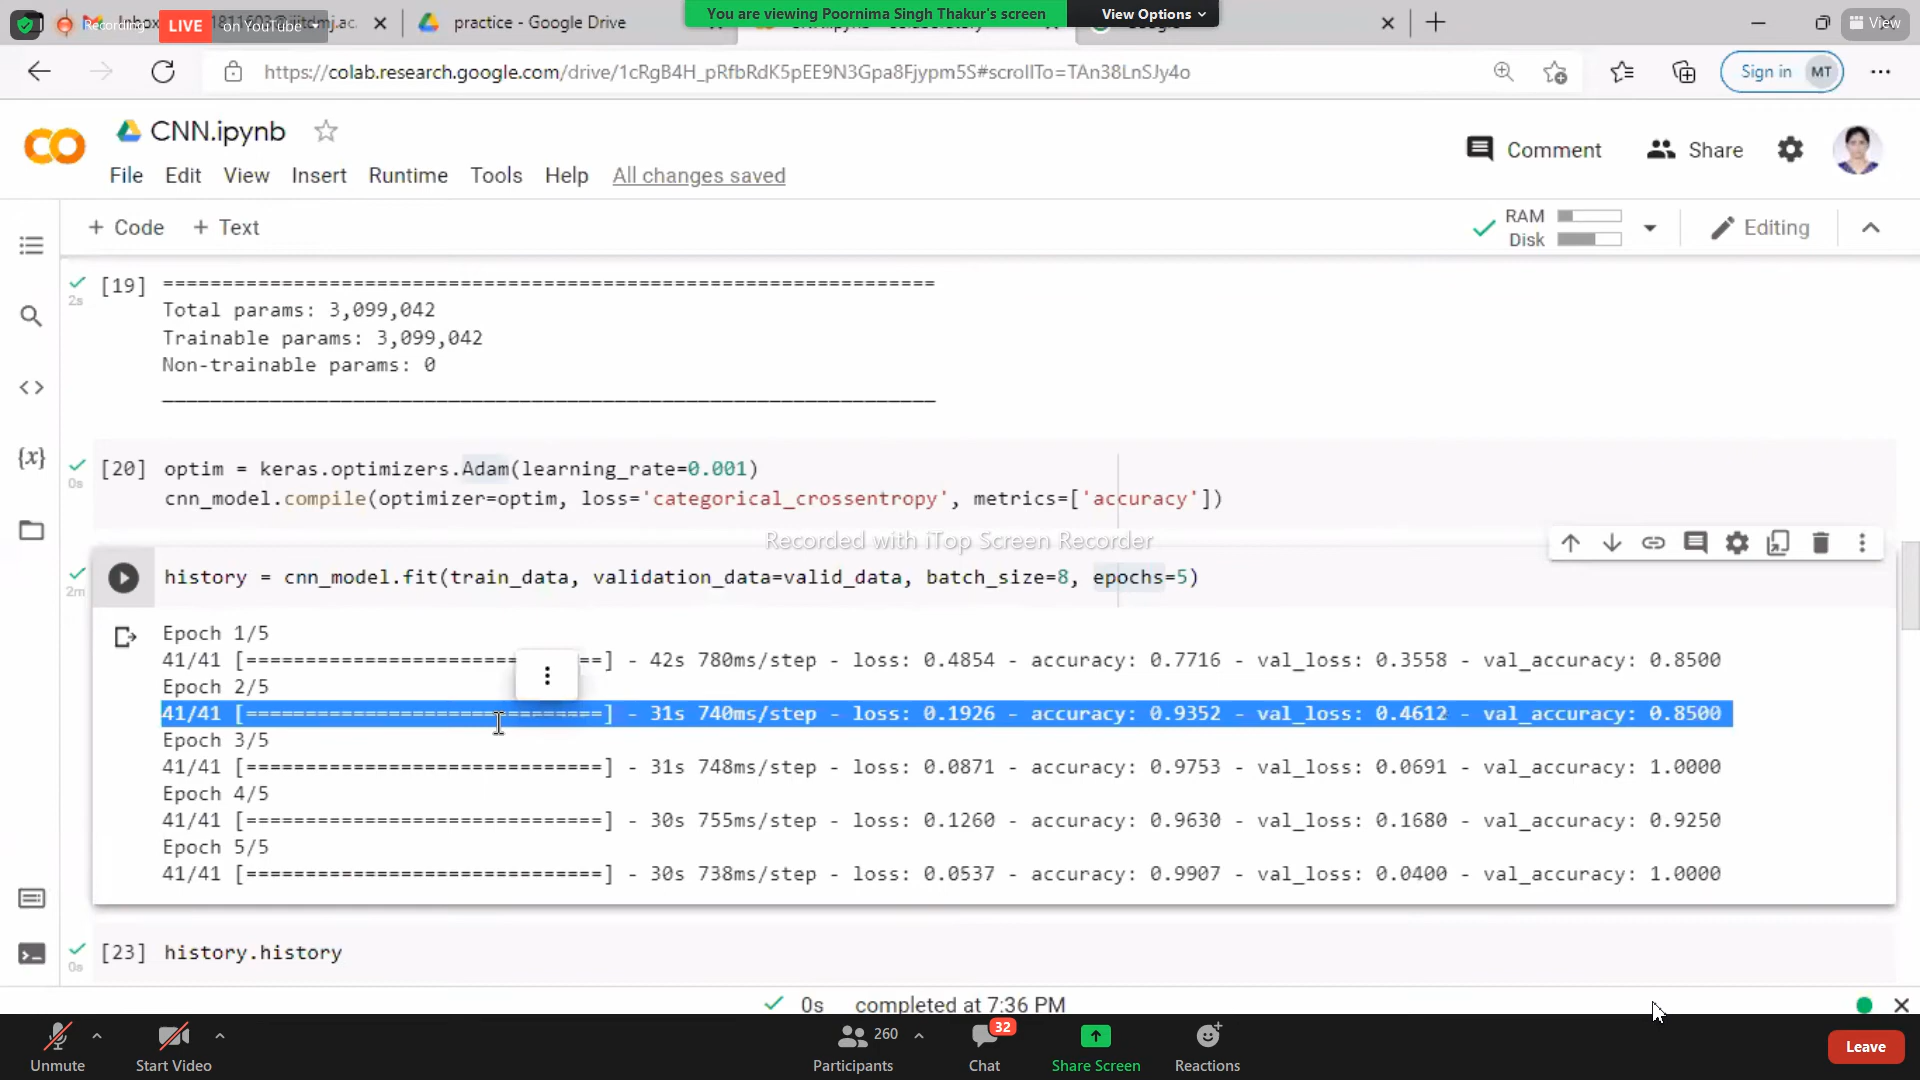 Recording
LIVE
on YouTube
practice - Google Drive
You are viewing Poornima Singh Thakur's screen
View Options
View
https://colab.research.google.com/drive/1cRgB4H_pRfbRdK5pEE9N3Gpa8Fjypm5S#scrollTo=TAn38LnSJy4o
Sign in MT
CNN.ipynb
Comment
Share
File Edit View Insert Runtime Tools Help All changes saved
+ Code + Text
RAM
Disk
Editing
[19] =================================================================
2s
Total params: 3,099,042
Trainable params: 3,099,042
Non-trainable params: 0
_________________________________________________________________
[20] optim = keras.optimizers.Adam(learning_rate=0.001)
0s
cnn_model.compile(optimizer=optim, loss='categorical_crossentropy', metrics=['accuracy'])
Recorded with iTop Screen Recorder
history = cnn_model.fit(train_data, validation_data=valid_data, batch_size=8, epochs=5)
2m
Epoch 1/5
41/41 [==============================] - 42s 780ms/step - loss: 0.4854 - accuracy: 0.7716 - val_loss: 0.3558 - val_accuracy: 0.8500
Epoch 2/5
41/41 [==============================] - 31s 740ms/step - loss: 0.1926 - accuracy: 0.9352 - val_loss: 0.4612 - val_accuracy: 0.8500
Epoch 3/5
41/41 [==============================] - 31s 748ms/step - loss: 0.0871 - accuracy: 0.9753 - val_loss: 0.0691 - val_accuracy: 1.0000
Epoch 4/5
41/41 [==============================] - 30s 755ms/step - loss: 0.1260 - accuracy: 0.9630 - val_loss: 0.1680 - val_accuracy: 0.9250
Epoch 5/5
41/41 [==============================] - 30s 738ms/step - loss: 0.0537 - accuracy: 0.9907 - val_loss: 0.0400 - val_accuracy: 1.0000
[23] history.history
0s
0s completed at 7:36 PM
260
32
Unmute
Start Video
Participants
Chat
Share Screen
Reactions
Leave